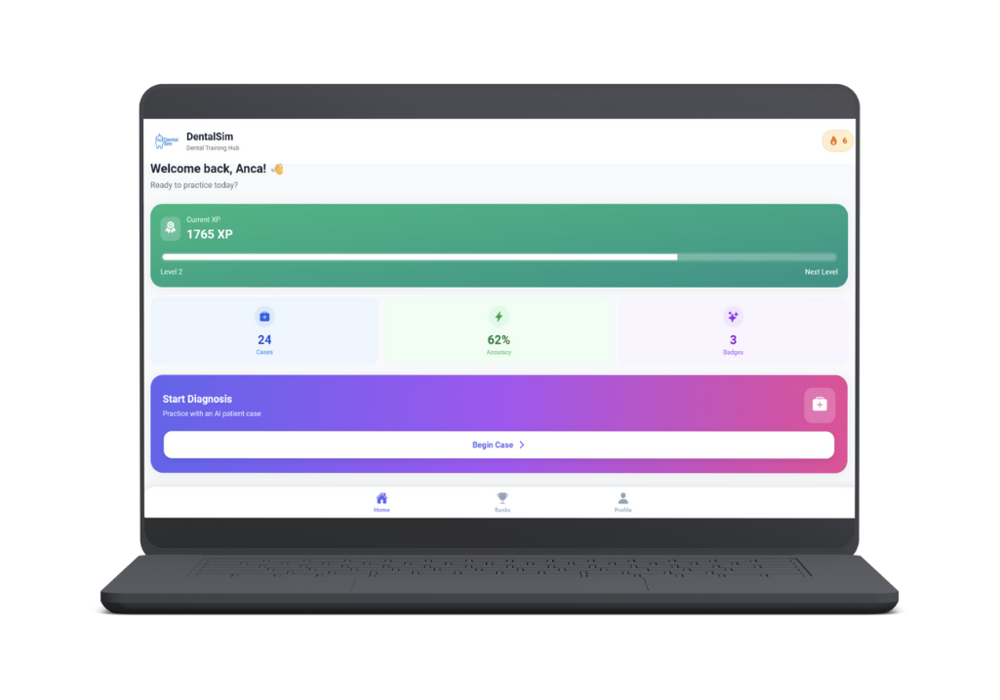 Dental
Sim
DentalSim
Dental Training Hub
6
Welcome back, Anca!
Ready to practice today?
Current XP
1765 XP
Level 2
Next Level
24
Cases
62%
Accuracy
3
Badges
Start Diagnosis
Practice with an AI patient case
Begin Case
Home
Ranks
Profile